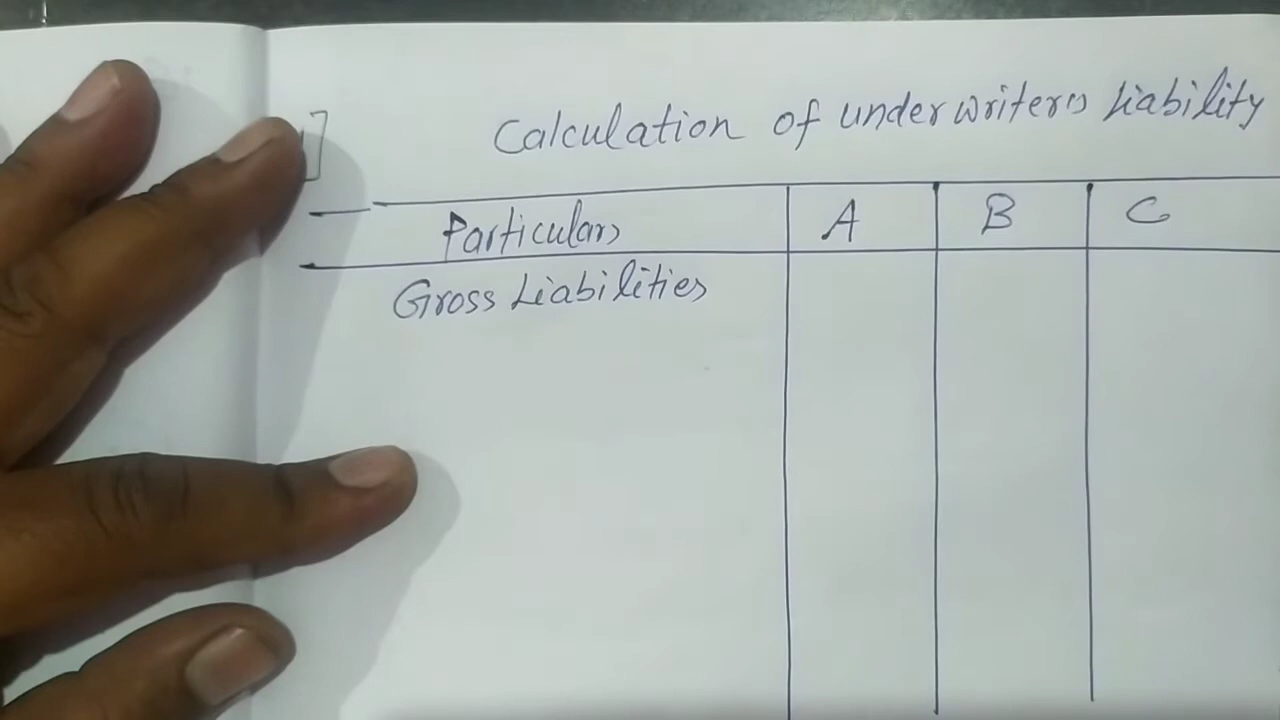 ]
Calculation of underwriters Liability
Particulars A B C
Gross Liabilities